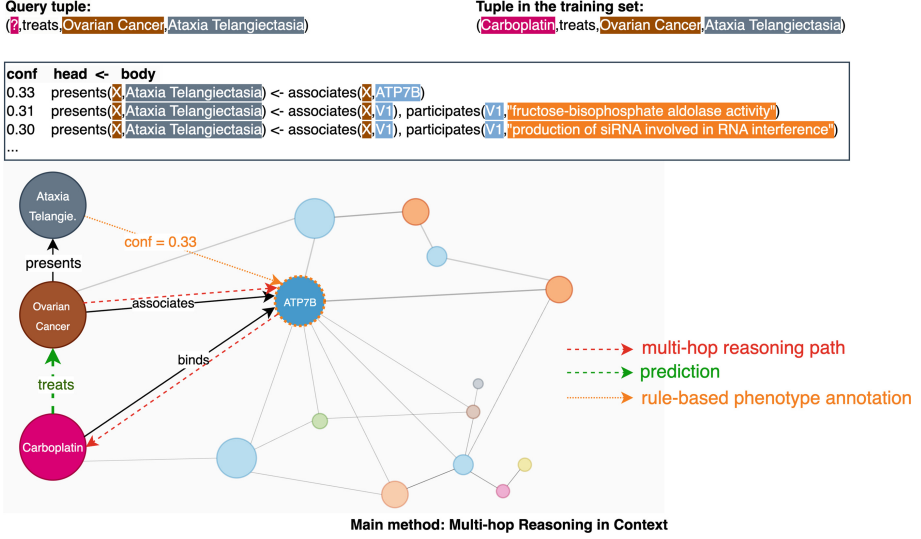 Query tuple:
(?,treats,Ovarian Cancer,Ataxia Telangiectasia)
Tuple in the training set:
(Carboplatin,treats,Ovarian Cancer,Ataxia Telangiectasia)
conf head <- body
0.33 presents(X,Ataxia Telangiectasia) <- associates(X,ATP7B)
0.31 presents(X,Ataxia Telangiectasia) <- associates(X,V1), participates(V1,"fructose-bisophosphate aldolase activity")
0.30 presents(X,Ataxia Telangiectasia) <- associates(X,V1), participates(V1,"production of siRNA involved in RNA interference")
...
Ataxia
Telangie.
conf = 0.33
presents
Ovarian
Cancer
associates
ATP7B
binds
treats
Carboplatin
multi-hop reasoning path
prediction
rule-based phenotype annotation
Main method: Multi-hop Reasoning in Context